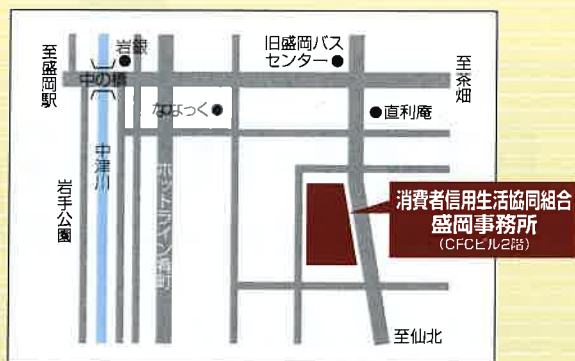 至盛岡駅
岩銀
中の橋
旧盛岡バス
センター
至茶畑
ななっく
直利庵
中津川
岩手公園
ホットライン肴町
消費者信用生活協同組合
盛岡事務所
(CFCビル2階)
至仙北